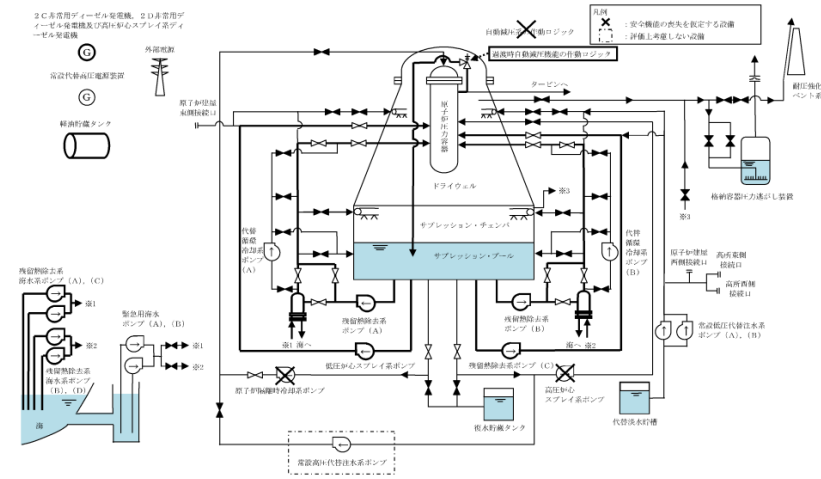 2C非常用ディーゼル発電機，2D非常用デ
ィーゼル発電機及び高圧炉心スプレイ系ディ
ーゼル発電機
G
外部電源
常設代替高圧電源装置
G
軽油貯蔵タンク
原子炉建屋
東側接続口
自動減圧系の作動ロジック
過渡時自動減圧機能の作動ロジック
凡例
：安全機能の喪失を仮定する設備
：評価上考慮しない設備
タービンへ
耐圧強化
ベント系
原子炉圧力容器
ドライウェル
※3
サプレッション・チェンバ
サプレッション・プール
格納容器圧力逃がし装置
※3
代替
循環
冷却系
ポンプ
（A）
代替
循環
冷却系
ポンプ
（B）
原子炉建屋
西側接続口
高所東側
接続口
高所西側
接続口
残留熱除去系
海水系ポンプ（A），（C）
※1
※2
残留熱除去系
海水系ポンプ
（B），（D）
海
緊急用海水
ポンプ（A），（B）
※1
※2
残留熱除去系
ポンプ（A）
※1 海へ
残留熱除去系
ポンプ（B）
海へ ※2
低圧炉心スプレイ系ポンプ
残留熱除去系ポンプ（C）
常設低圧代替注水系
ポンプ（A），（B）
原子炉隔離時冷却系ポンプ
高圧炉心
スプレイ系ポンプ
復水貯蔵タンク
代替淡水貯槽
常設高圧代替注水系ポンプ